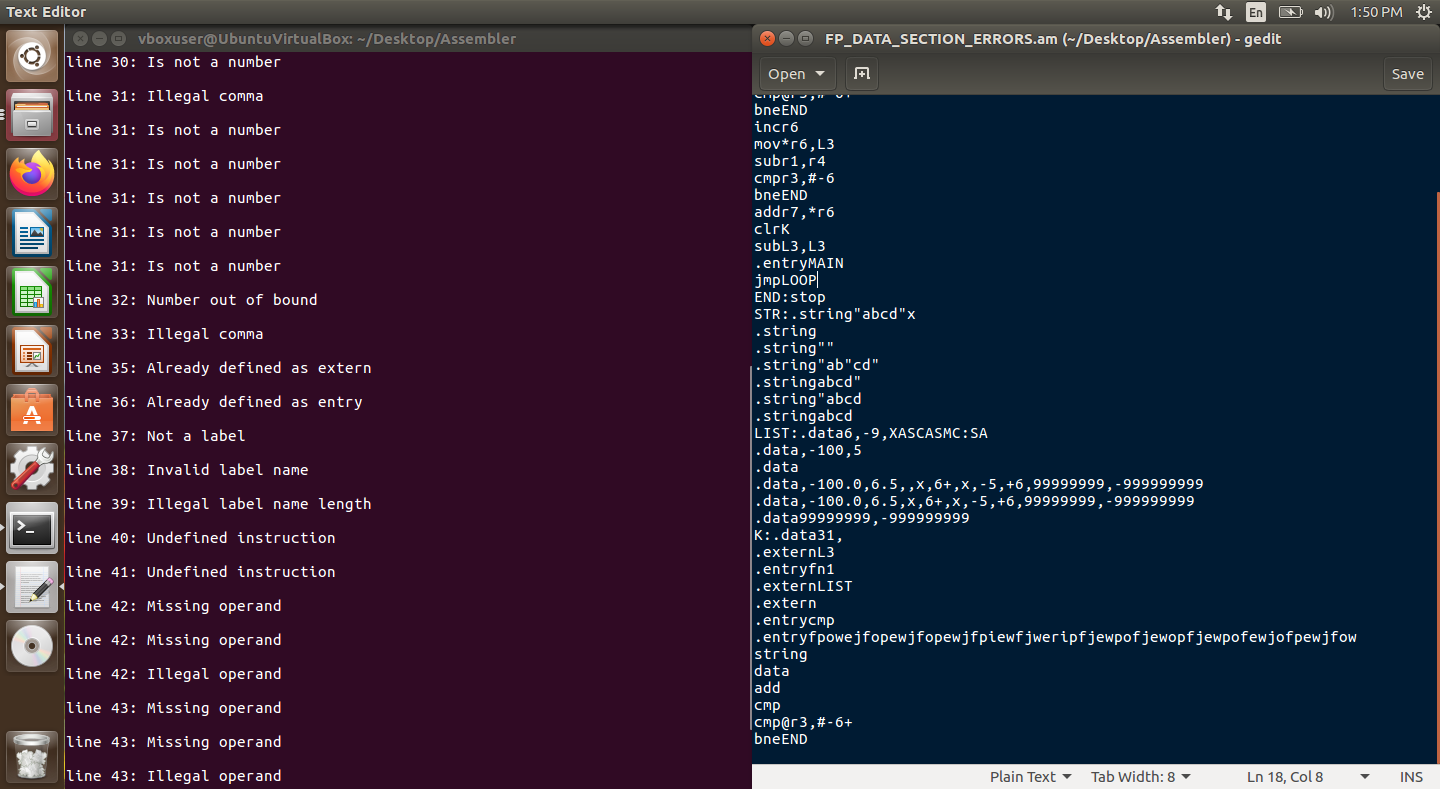 Text Editor
En
1:50 PM
vboxuser@UbuntuVirtualBox: ~/Desktop/Assembler
line 30: Is not a number
line 31: Illegal comma
line 31: Is not a number
line 31: Is not a number
line 31: Is not a number
line 31: Is not a number
line 31: Is not a number
line 32: Number out of bound
line 33: Illegal comma
line 35: Already defined as extern
line 36: Already defined as entry
line 37: Not a label
line 38: Invalid label name
line 39: Illegal label name length
line 40: Undefined instruction
line 41: Undefined instruction
line 42: Missing operand
line 42: Missing operand
line 42: Illegal operand
line 43: Missing operand
line 43: Missing operand
line 43: Illegal operand
FP_DATA_SECTION_ERRORS.am (~/Desktop/Assembler) - gedit
Open
Save
cmp@r3,#-6+
bneEND
incr6
mov*r6,L3
subr1,r4
cmpr3,#-6
bneEND
addr7,*r6
clrK
subL3,L3
.entryMAIN
jmpLOOP
END:stop
STR:.string"abcd"x
.string
.string""
.string"ab"cd"
.stringabcd"
.string"abcd
.stringabcd
LIST:.data6,-9,XASCASMC:SA
.data,-100,5
.data
.data,-100.0,6.5,,x,6+,x,-5,+6,99999999,-999999999
.data,-100.0,6.5,x,6+,x,-5,+6,99999999,-999999999
.data99999999,-999999999
K:.data31,
.externL3
.entryfn1
.externLIST
.extern
.entrycmp
.entryfpowejfopewjfopewjfpiewfjweripfjewpofjewopfjewpofewjofpewjfow
string
data
add
cmp
cmp@r3,#-6+
bneEND
Plain Text
Tab Width: 8
Ln 18, Col 8
INS